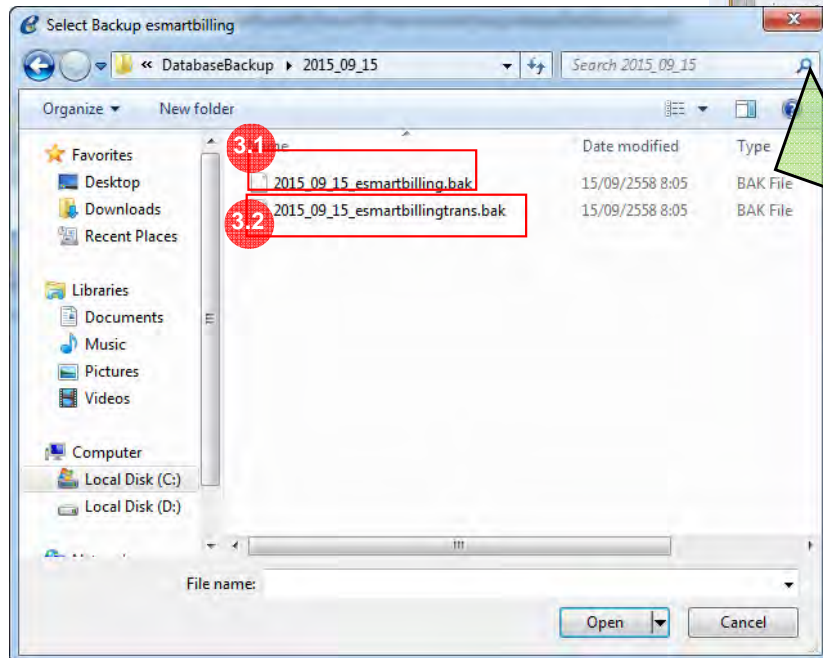 Select Backup esmartbilling
« DatabaseBackup ▸ 2015_09_15
Search 2015_09_15
Organize
New folder
Favorites
Desktop
Downloads
Recent Places
Libraries
Documents
Music
Pictures
Videos
Computer
Local Disk (C:)
Local Disk (D:)
Date modified
Type
3.1
2015_09_15_esmartbilling.bak 15/09/2558 8:05 BAK File
3.2
2015_09_15_esmartbillingtrans.bak 15/09/2558 8:05 BAK File
File name:
Open
Cancel